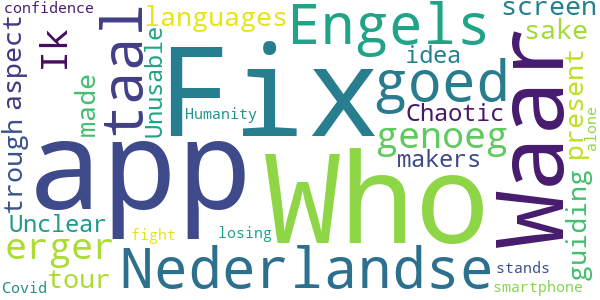 confidence
languages
Engels
screen
sake
Ik
aspect
trough
made
taal
Unusable
Fix
idea
goed
Chaotic
genoeg
makers
Humanity
Waar
present
alone
guiding
app
Who
Unclear
erger
fight
losing
tour
Nederlandse
stands
Covid
smartphone